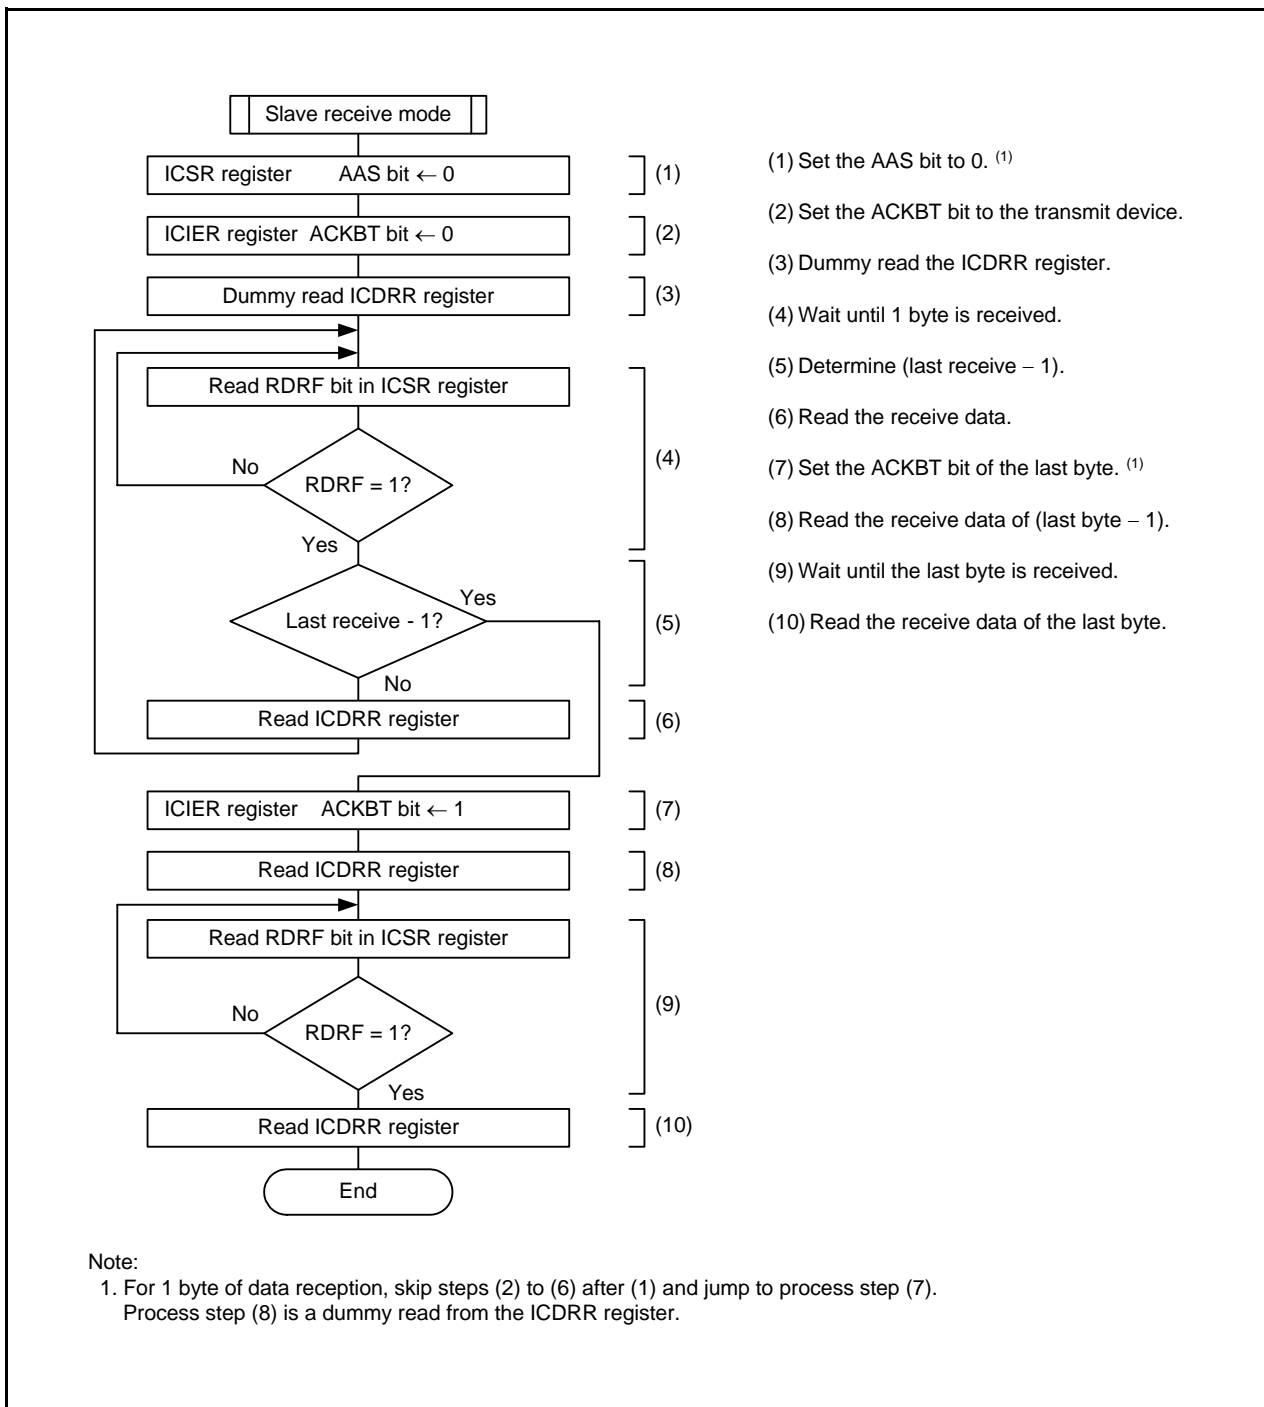 Slave receive mode
ICSR register AAS bit ← 0
(1)
ICIER register ACKBT bit ← 0
(2)
Dummy read ICDRR register
(3)
Read RDRF bit in ICSR register
(4)
No
RDRF = 1?
Yes
Last receive - 1?
Yes
(5)
No
Read ICDRR register
(6)
ICIER register ACKBT bit ← 1
(7)
Read ICDRR register
(8)
Read RDRF bit in ICSR register
(9)
No
RDRF = 1?
Yes
Read ICDRR register
(10)
End
(1) Set the AAS bit to 0. (1)
(2) Set the ACKBT bit to the transmit device.
(3) Dummy read the ICDRR register.
(4) Wait until 1 byte is received.
(5) Determine (last receive – 1).
(6) Read the receive data.
(7) Set the ACKBT bit of the last byte. (1)
(8) Read the receive data of (last byte – 1).
(9) Wait until the last byte is received.
(10) Read the receive data of the last byte.
Note:
1. For 1 byte of data reception, skip steps (2) to (6) after (1) and jump to process step (7).
Process step (8) is a dummy read from the ICDRR register.